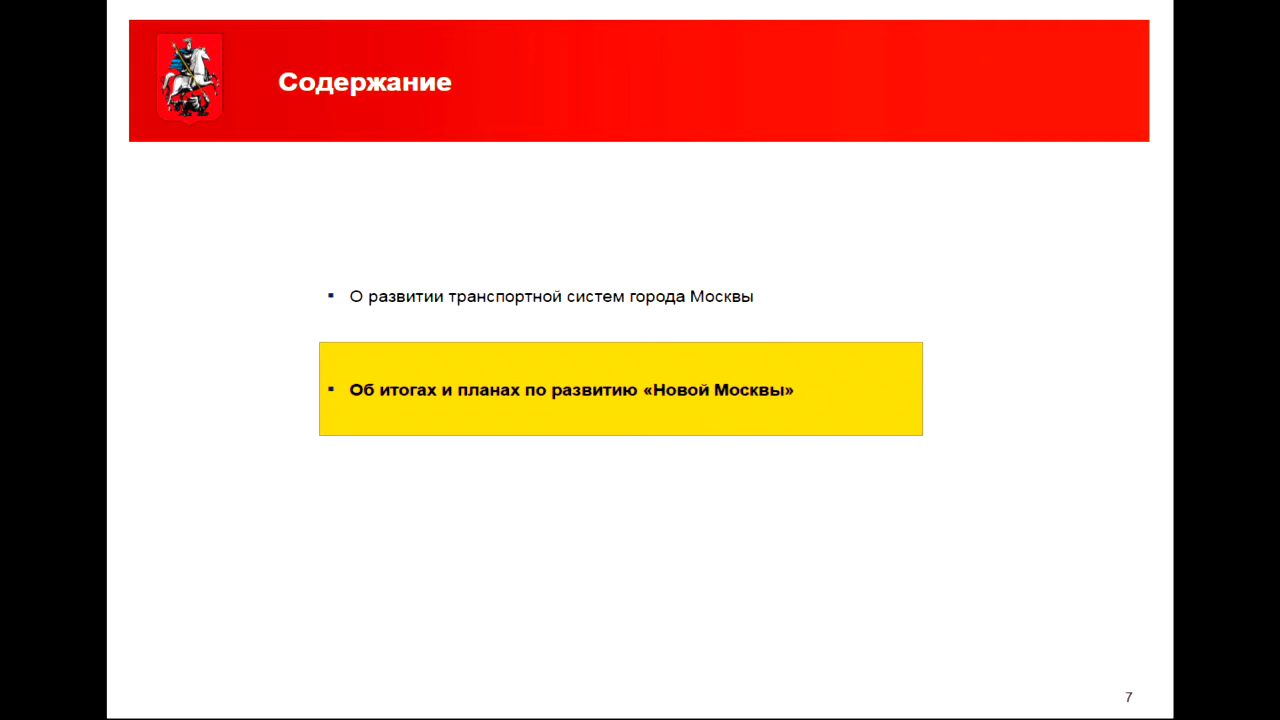 Содержание
▪ О развитии транспортной систем города Москвы
▪ Об итогах и планах по развитию «Новой Москвы»
7